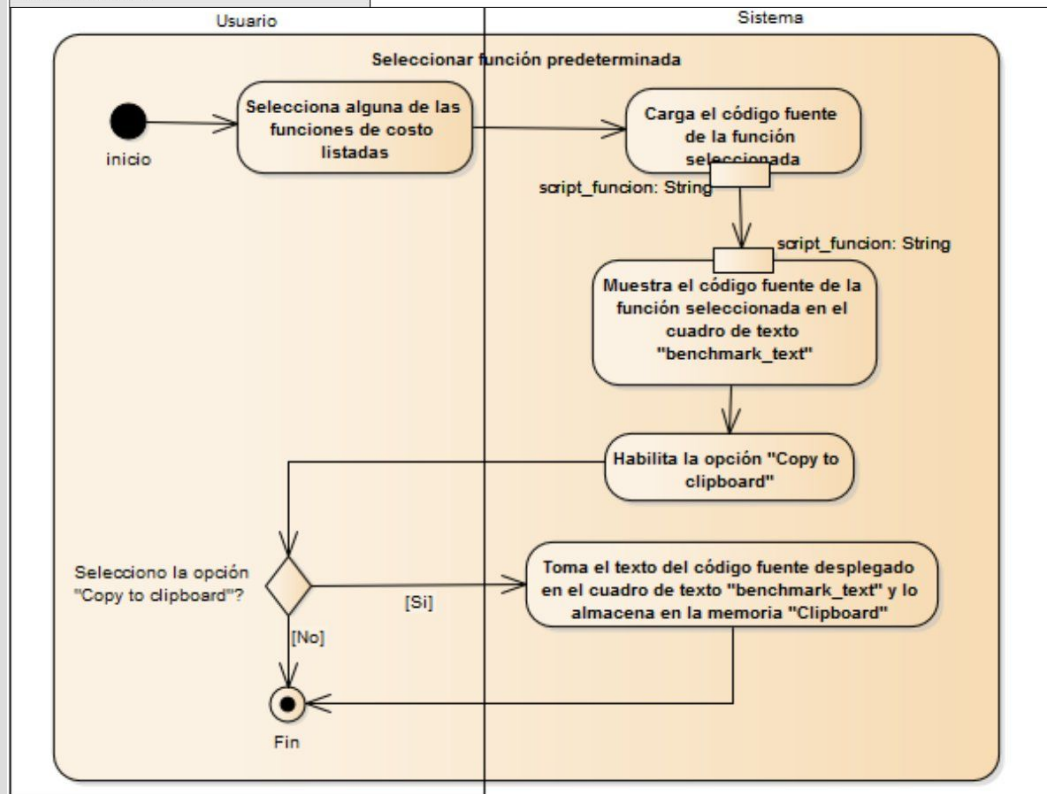 Usuario
Sistema
Seleccionar función predeterminada
Selecciona alguna de las
funciones de costo
listadas
inicio
Carga el código fuente
de la función
seleccionada
script_funcion: String
script_funcion: String
Muestra el código fuente de la
función seleccionada en el
cuadro de texto
"benchmark_text"
Habilita la opción "Copy to
clipboard"
Selecciono la opción
"Copy to clipboard"?
[Si]
[No]
Toma el texto del código fuente desplegado
en el cuadro de texto "benchmark_text" y lo
almacena en la memoria "Clipboard"
Fin